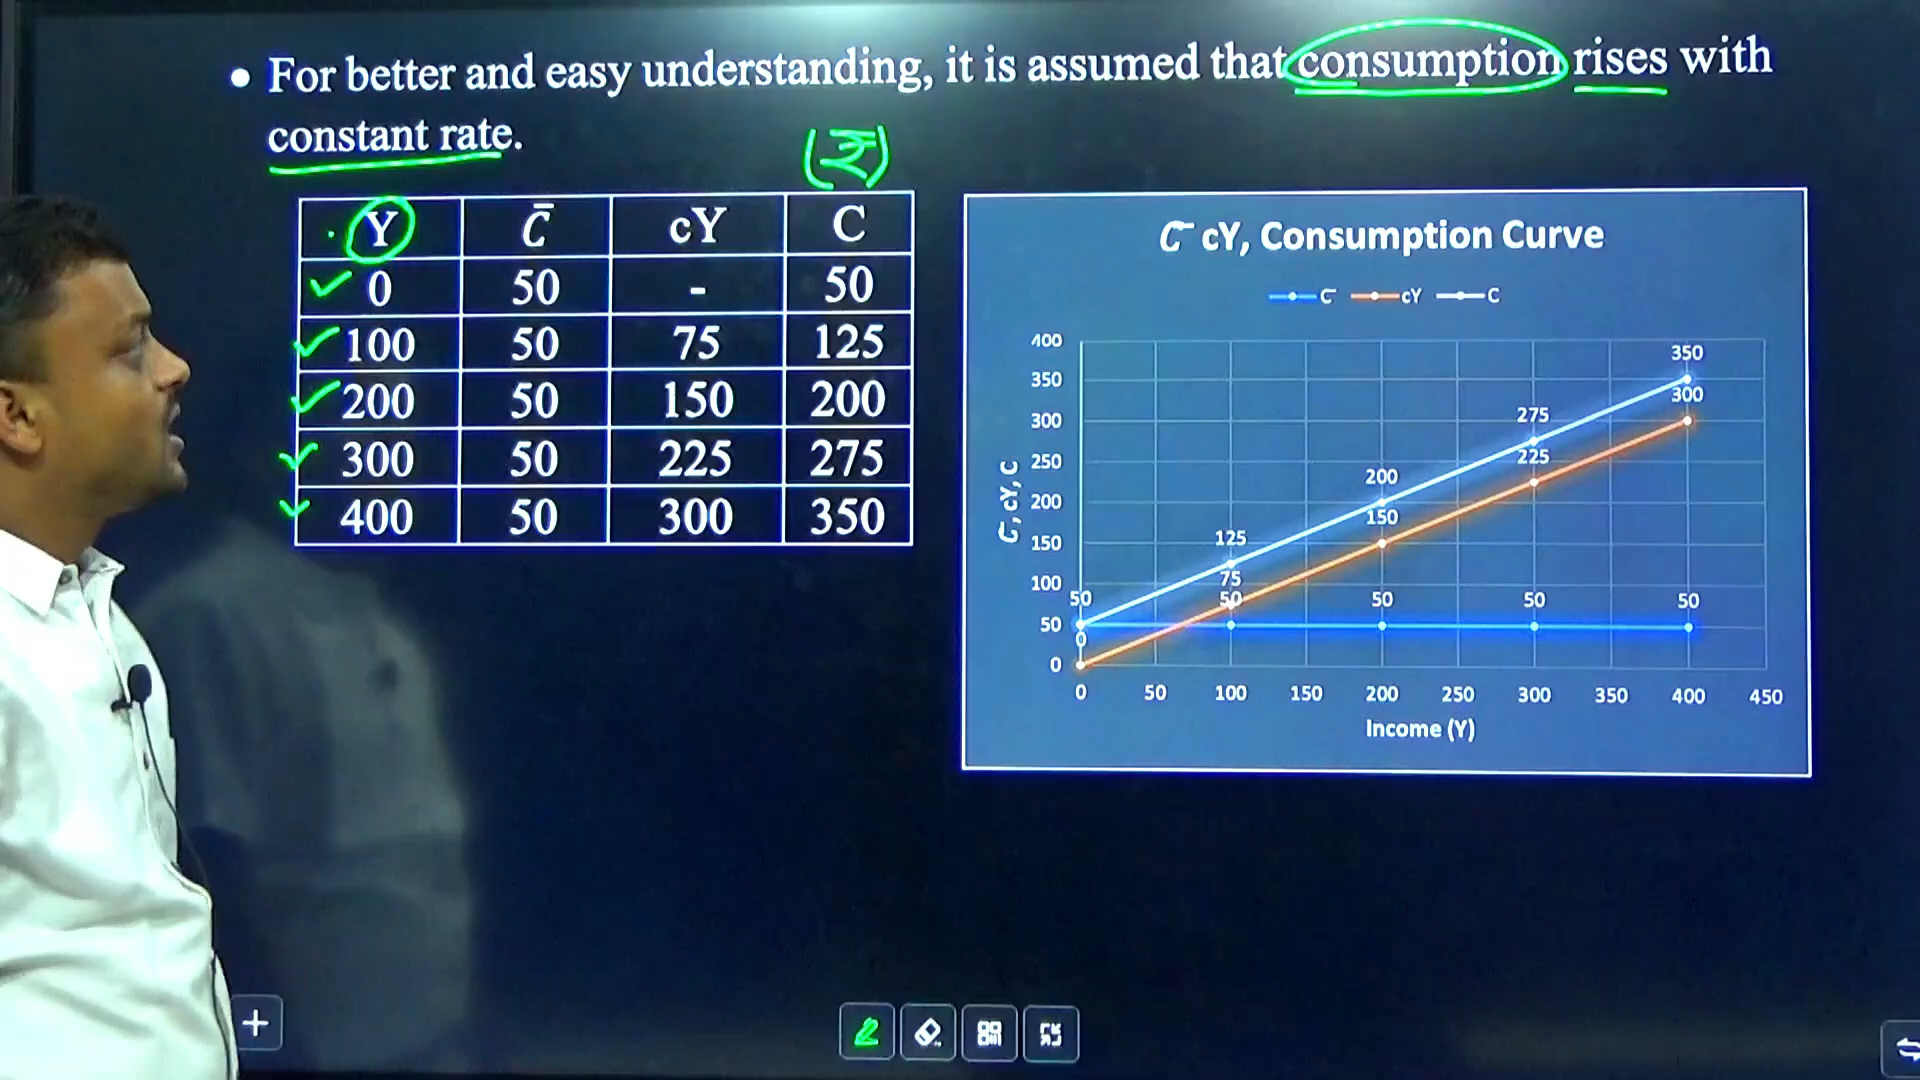 • For better and easy understanding, it is assumed that consumption rises with
constant rate.
(₹)
Y C̄ cY C
0 50 - 50
100 50 75 125
200 50 150 200
300 50 225 275
400 50 300 350
C̄ cY, Consumption Curve
C̄ cY C
C̄, cY, C
400
350
300
250
200
150
100
50
0
350
300
275
225
200
150
125
75
50 50 50 50 50
0
0 50 100 150 200 250 300 350 400 450
Income (Y)